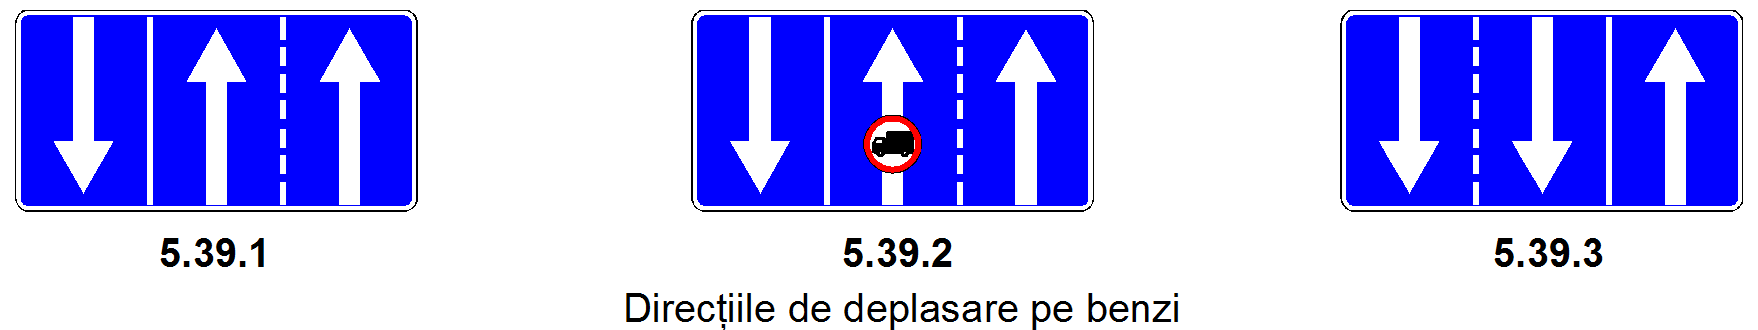 5.39.1 5.39.2 5.39.3
Direcțiile de deplasare pe benzi